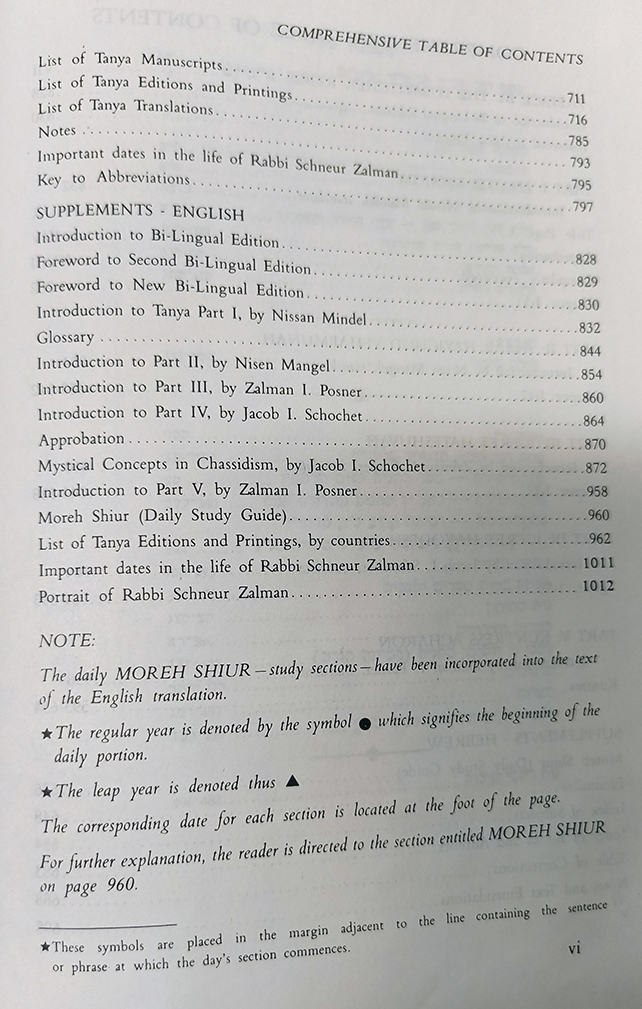 COMPREHENSIVE TABLE OF CONTENTS
List of Tanya Manuscripts 711
List of Tanya Editions and Printings 716
List of Tanya Translations 785
Notes 793
Important dates in the life of Rabbi Schneur Zalman 795
Key to Abbreviations 797
SUPPLEMENTS - ENGLISH
Introduction to Bi-Lingual Edition 828
Foreword to Second Bi-Lingual Edition 829
Foreword to New Bi-Lingual Edition 830
Introduction to Tanya Part I, by Nissan Mindel 832
Glossary 844
Introduction to Part II, by Nisen Mangel 854
Introduction to Part III, by Zalman I. Posner 860
Introduction to Part IV, by Jacob I. Schochet 864
Approbation 870
Mystical Concepts in Chassidism, by Jacob I. Schochet 872
Introduction to Part V, by Zalman I. Posner 958
Moreh Shiur (Daily Study Guide) 960
List of Tanya Editions and Printings, by countries 962
Important dates in the life of Rabbi Schneur Zalman 1011
Portrait of Rabbi Schneur Zalman 1012
NOTE:
The daily MOREH SHIUR — study sections — have been incorporated into the text
of the English translation.
★The regular year is denoted by the symbol ● which signifies the beginning of the
daily portion.
★The leap year is denoted thus ▲
The corresponding date for each section is located at the foot of the page.
For further explanation, the reader is directed to the section entitled MOREH SHIUR
on page 960.
★These symbols are placed in the margin adjacent to the line containing the sentence
or phrase at which the day's section commences.
vi